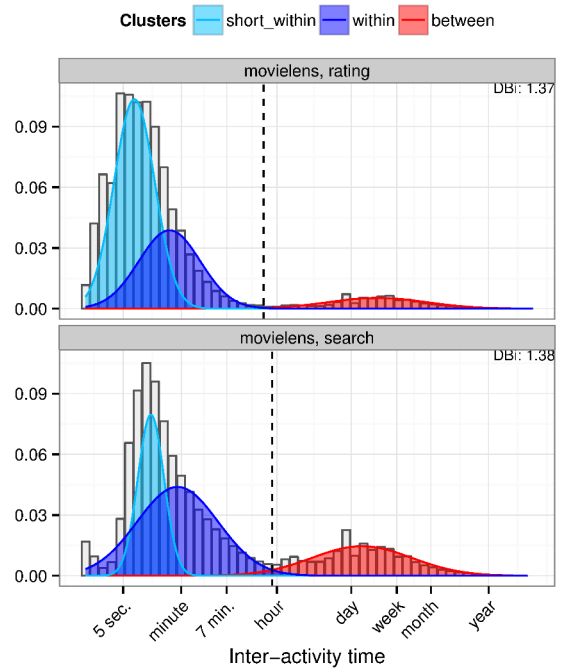 Clusters short_within within between
movielens, rating
DBi: 1.37
0.09
0.06
0.03
0.00
movielens, search
DBi: 1.38
0.09
0.06
0.03
0.00
5 sec. minute 7 min. hour day week month year
Inter−activity time